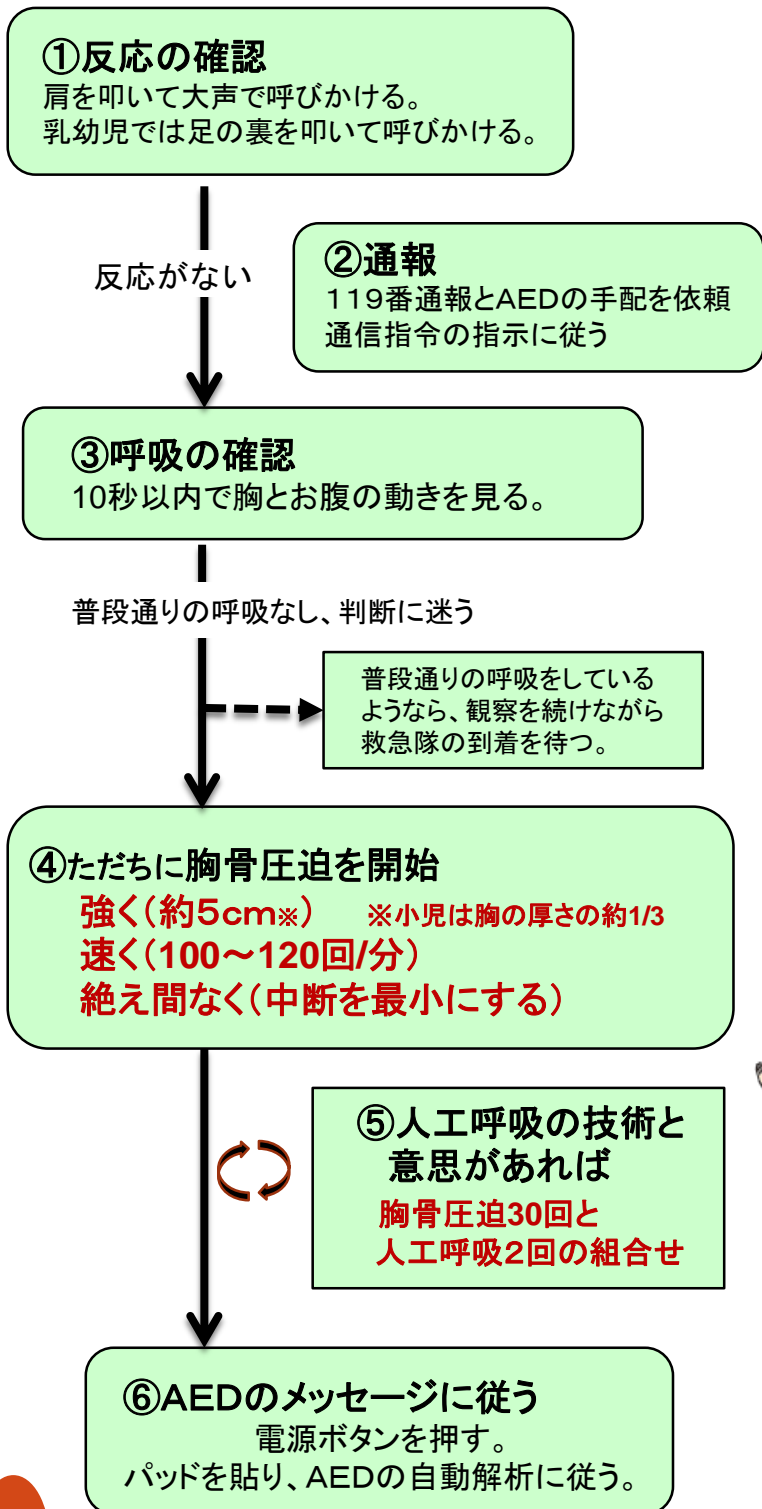 ①反応の確認
肩を叩いて大声で呼びかける。
乳幼児では足の裏を叩いて呼びかける。
反応がない
②通報
119番通報とAEDの手配を依頼
通信指令の指示に従う
③呼吸の確認
10秒以内で胸とお腹の動きを見る。
普段通りの呼吸なし、判断に迷う
普段通りの呼吸をしている
ようなら、観察を続けながら
救急隊の到着を待つ。
④ただちに胸骨圧迫を開始
強く(約5cm※) ※小児は胸の厚さの約1/3
速く(100～120回/分)
絶え間なく(中断を最小にする)
⑤人工呼吸の技術と
意思があれば
胸骨圧迫30回と
人工呼吸2回の組合せ
⑥AEDのメッセージに従う
電源ボタンを押す。
パッドを貼り、AEDの自動解析に従う。